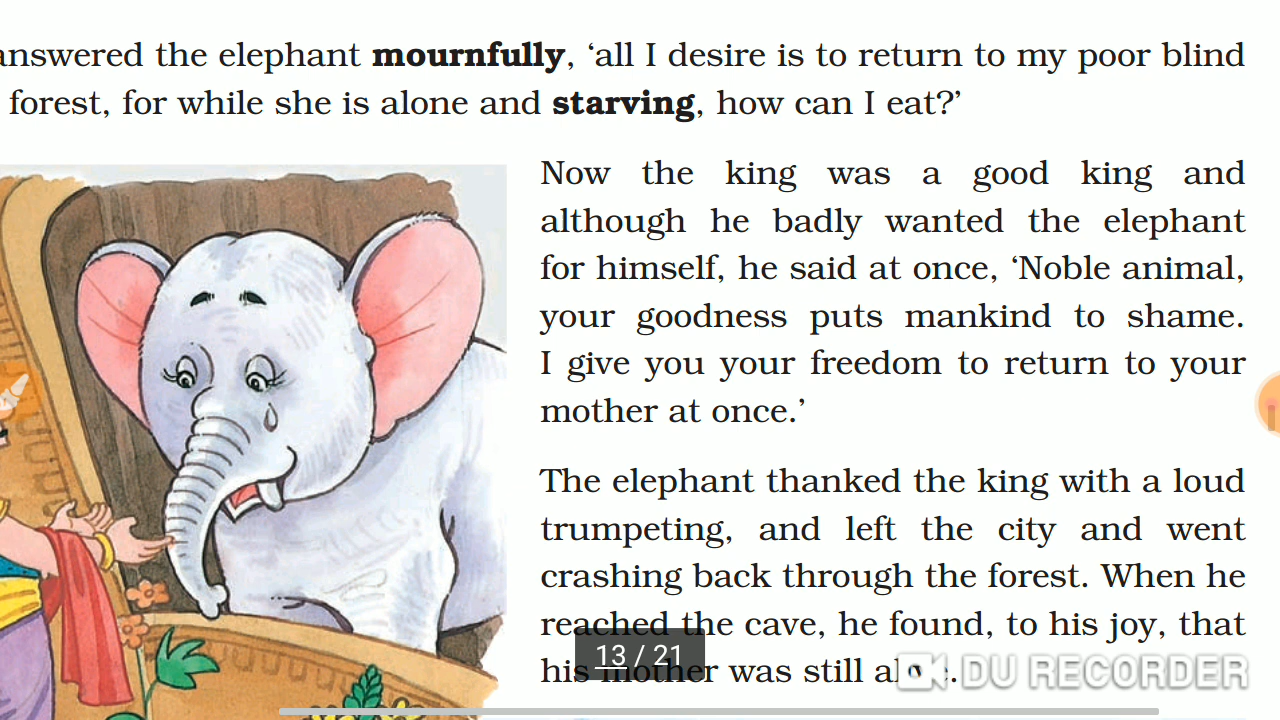 answered the elephant mournfully, ‘all I desire is to return to my poor blind
forest, for while she is alone and starving, how can I eat?’
Now the king was a good king and
although he badly wanted the elephant
for himself, he said at once, ‘Noble animal,
your goodness puts mankind to shame.
I give you your freedom to return to your
mother at once.’
The elephant thanked the king with a loud
trumpeting, and left the city and went
crashing back through the forest. When he
reached the cave, he found, to his joy, that
his mother was still alive.
13 / 21
DU RECORDER